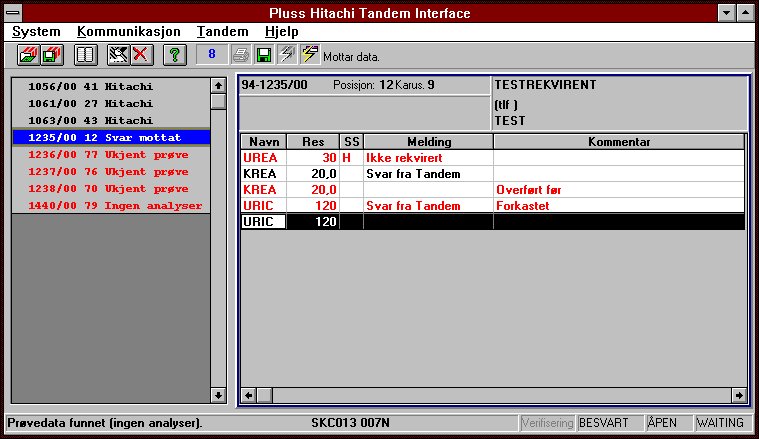 Pluss Hitachi Tandem Interface
System Kommunikasjon Tandem Hjelp
8 Mottar data.
1056/00 41 Hitachi
1061/00 27 Hitachi
1063/00 43 Hitachi
1235/00 12 Svar mottat
1236/00 77 Ukjent prøve
1237/00 76 Ukjent prøve
1238/00 70 Ukjent prøve
1440/00 79 Ingen analyser
94-1235/00 Posisjon: 12 Karus. 9
TESTREKVIRENT
(tlf )
TEST
Navn Res SS Melding Kommentar
UREA 30 H Ikke rekvirert
KREA 20,0 Svar fra Tandem
KREA 20,0 Overført før
URIC 120 Svar fra Tandem Forkastet
URIC 120
Prøvedata funnet (ingen analyser). SKC013 007N Verifisering BESVART ÅPEN WAITING